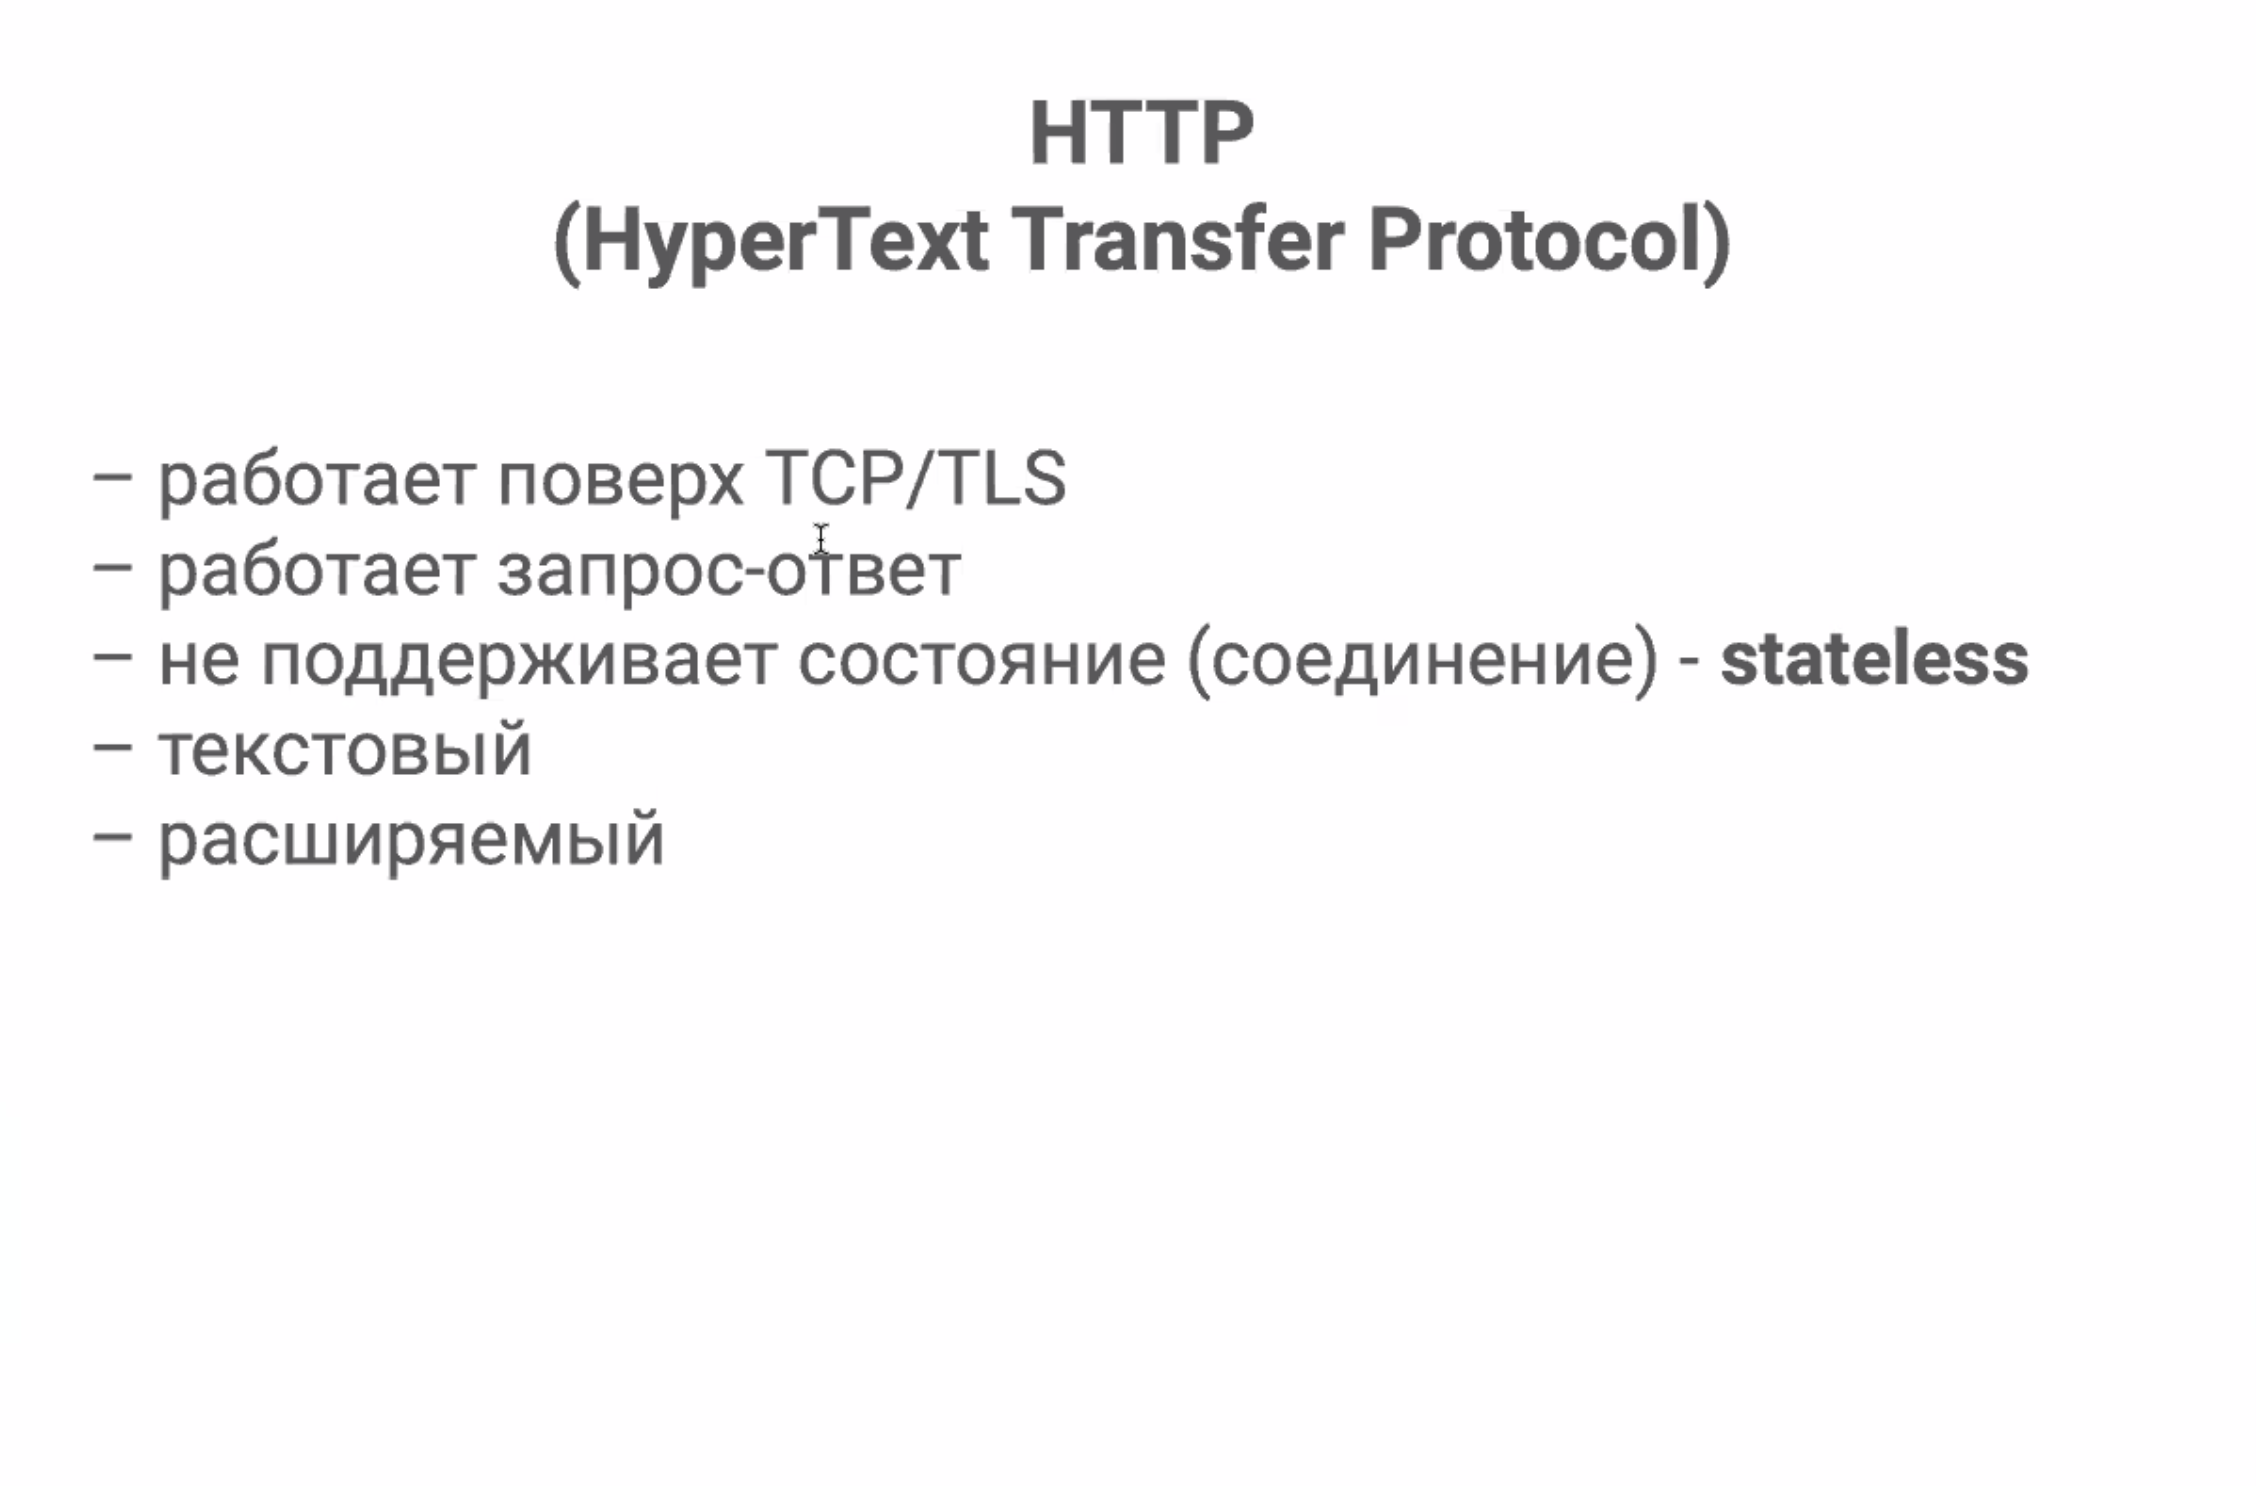 HTTP
(HyperText Transfer Protocol)
– работает поверх TCP/TLS
– работает запрос-ответ
– не поддерживает состояние (соединение) - stateless
– текстовый
– расширяемый